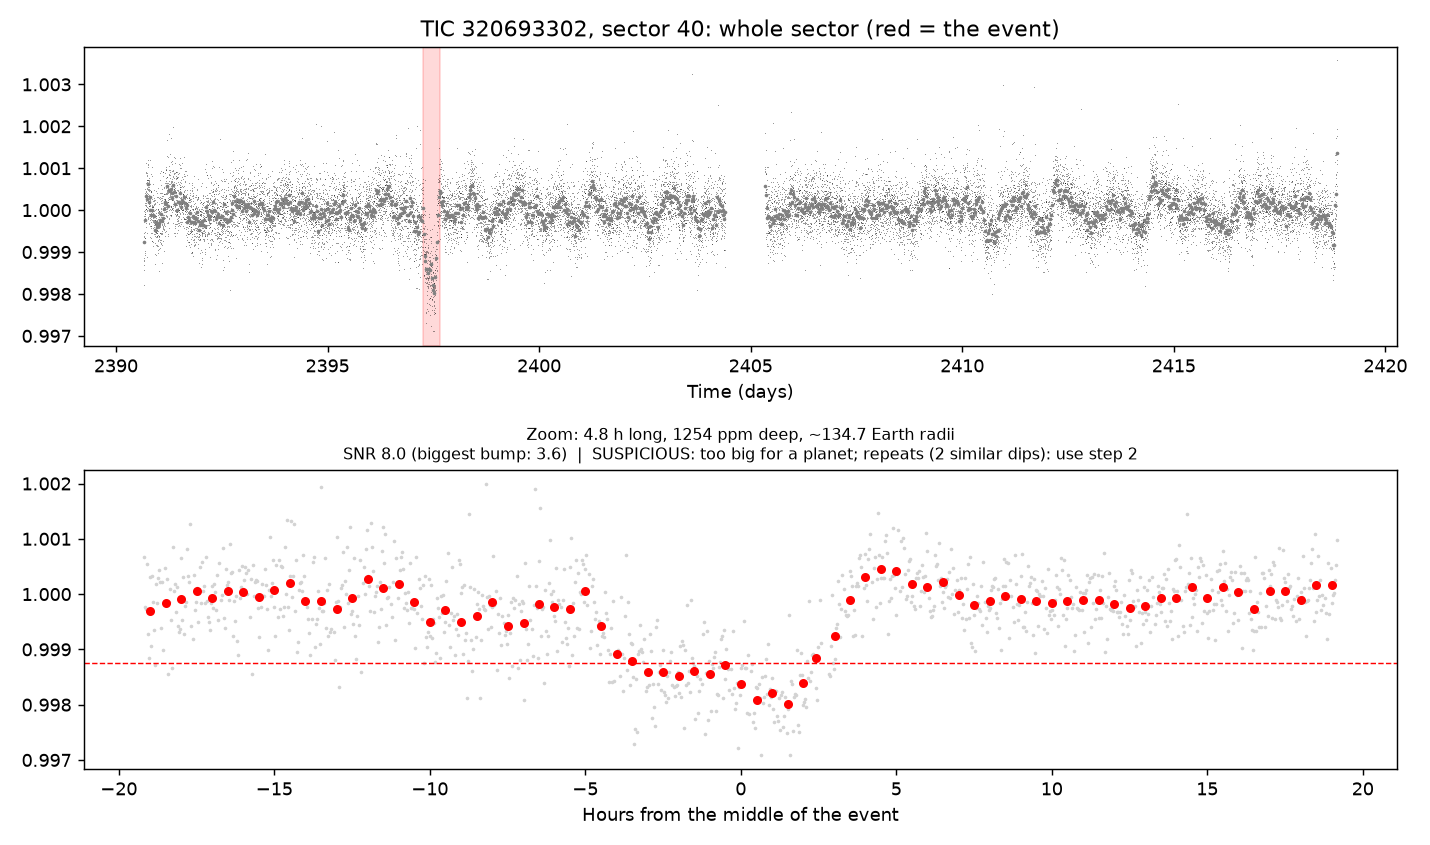 TIC 320693302, sector 40: whole sector (red = the event)
1.003
1.002
1.001
1.000
0.999
0.998
0.997
2390 2395 2400 2405 2410 2415 2420
Time (days)
Zoom: 4.8 h long, 1254 ppm deep, ~134.7 Earth radii
SNR 8.0 (biggest bump: 3.6) | SUSPICIOUS: too big for a planet; repeats (2 similar dips): use step 2
1.002
1.001
1.000
0.999
0.998
0.997
−20 −15 −10 −5 0 5 10 15 20
Hours from the middle of the event